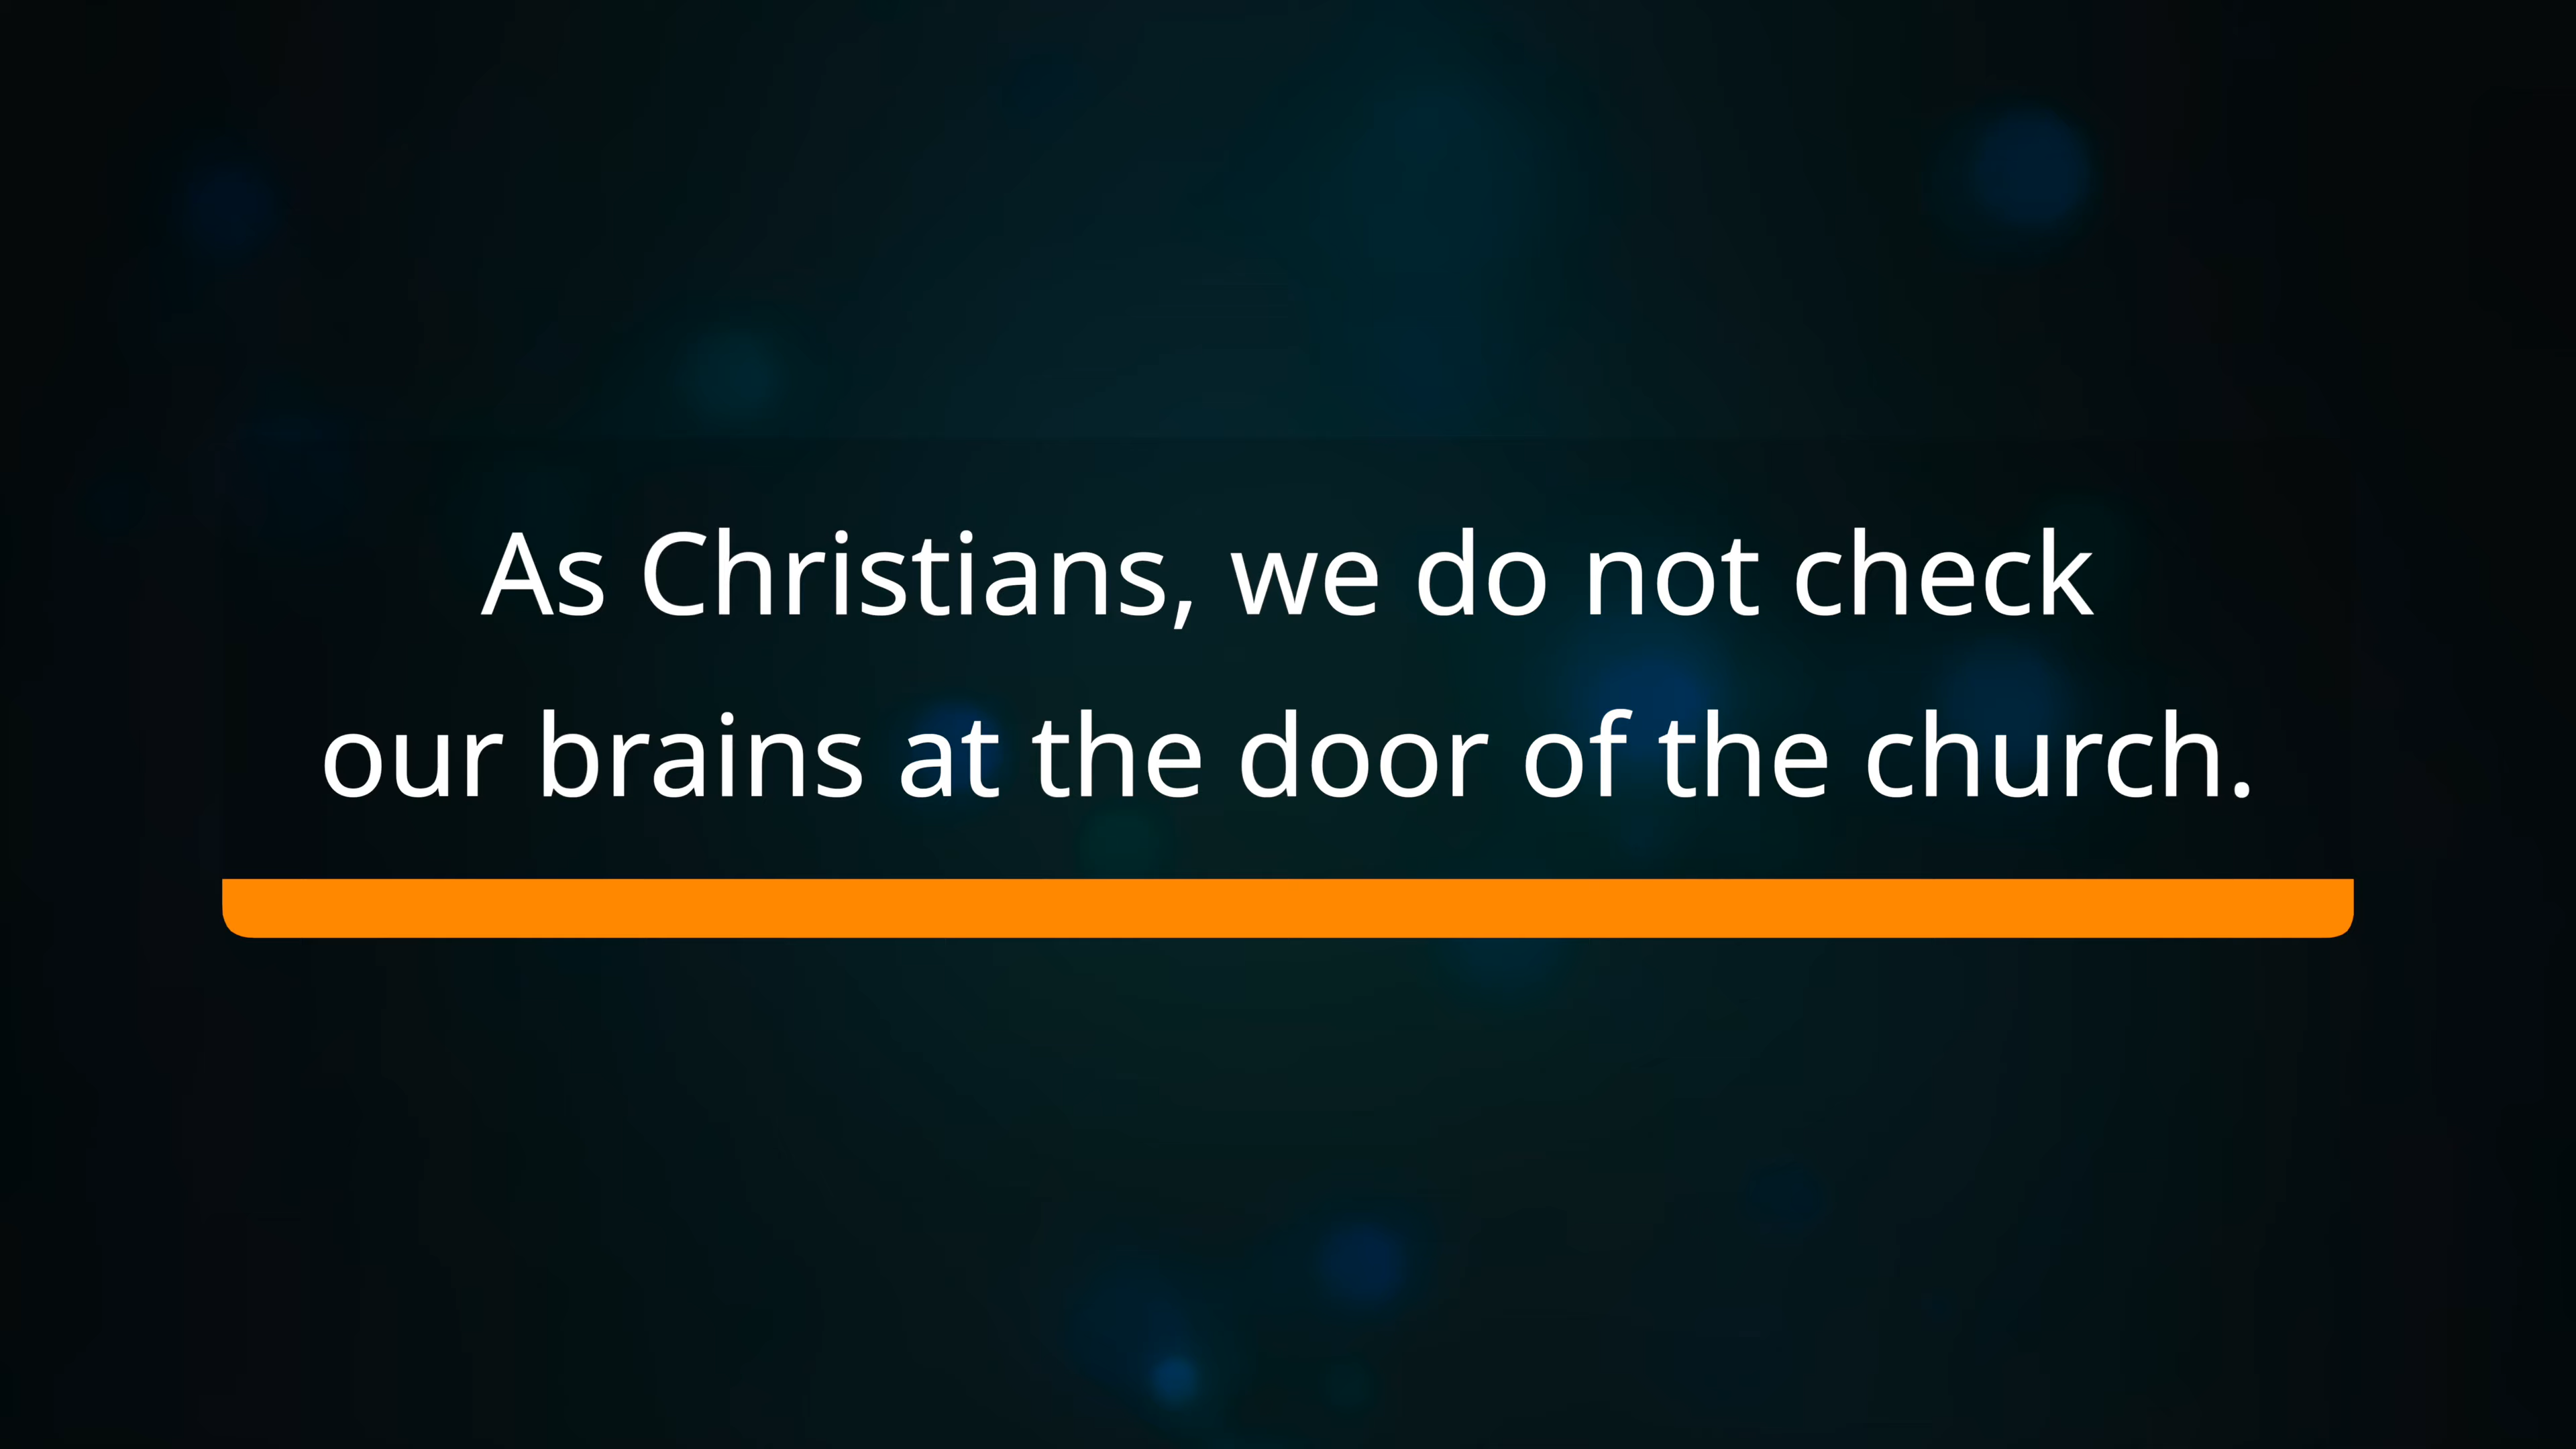 As Christians, we do not check
our brains at the door of the church.